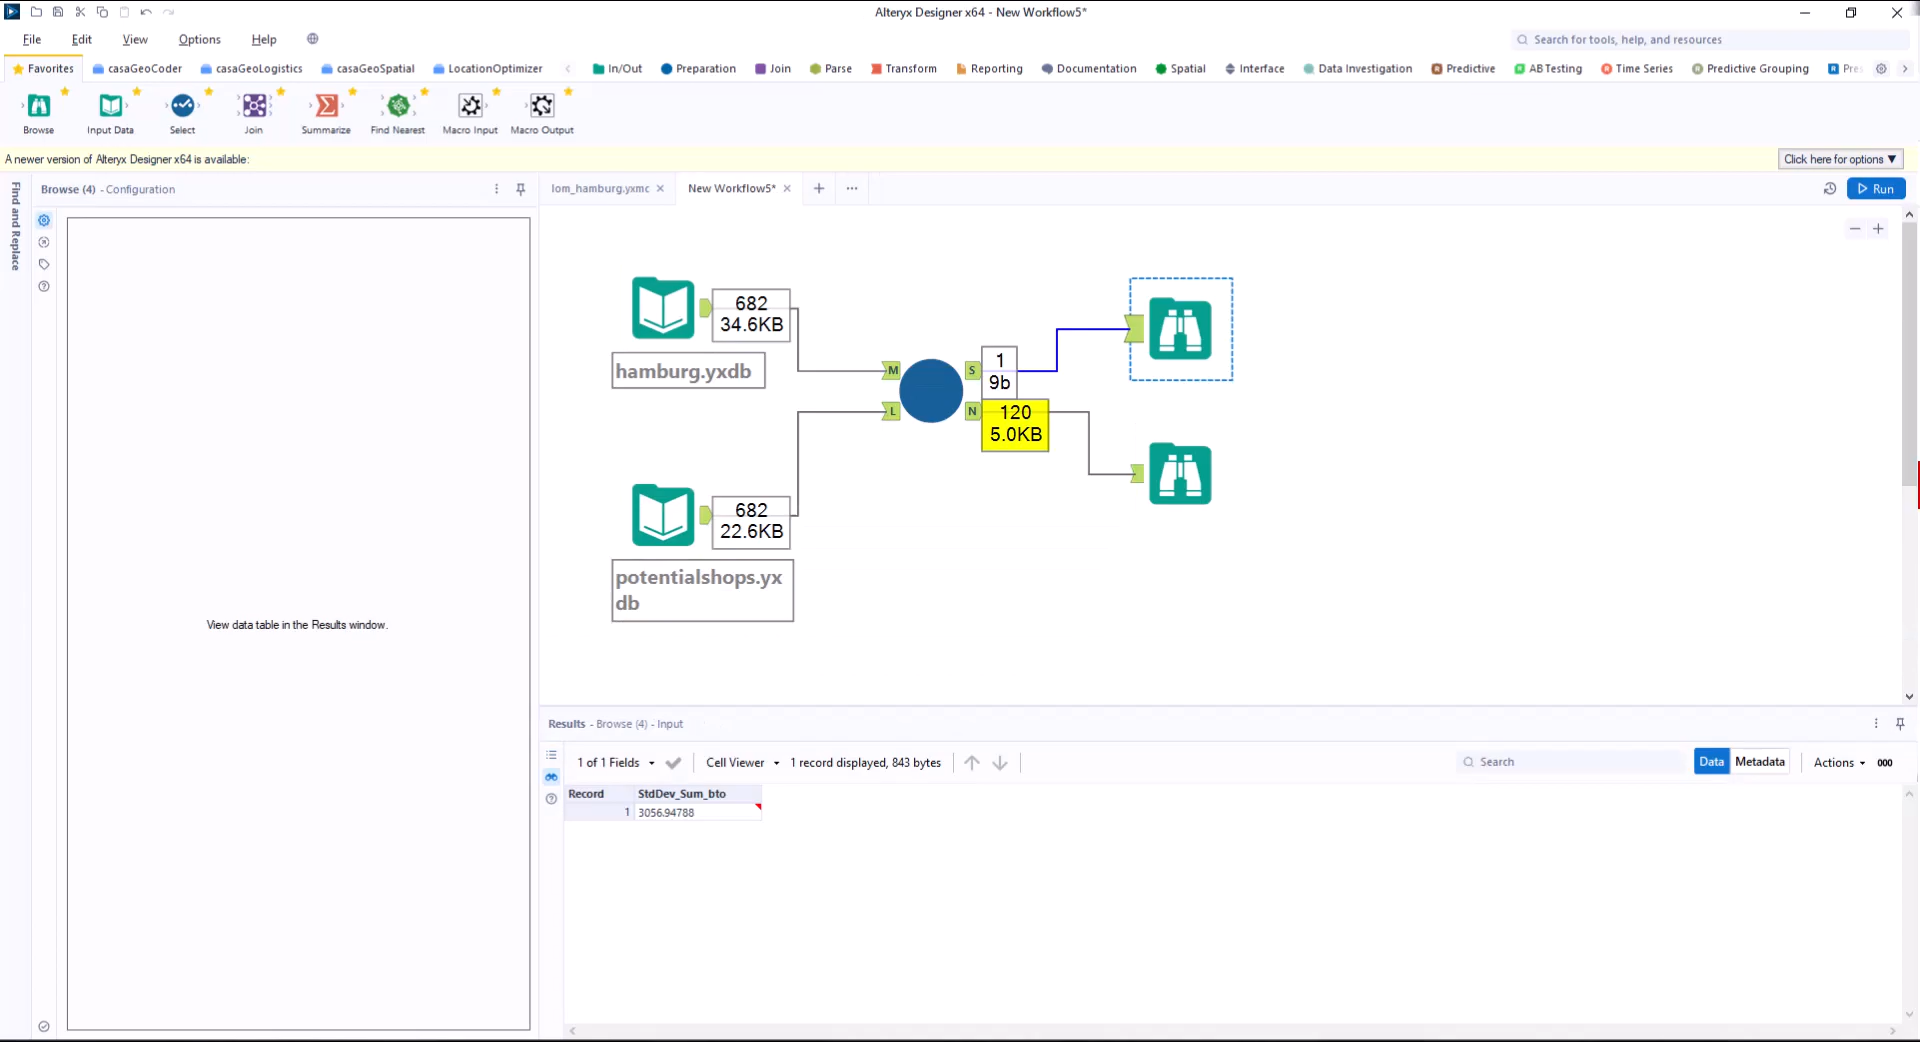 Alteryx Designer x64 - New Workflow5*
File Edit View Options Help
Search for tools, help, and resources
Favorites casaGeoCoder casaGeoLogistics casaGeoSpatial LocationOptimizer In/Out Preparation Join Parse Transform Reporting Documentation Spatial Interface Data Investigation Predictive AB Testing Time Series Predictive Grouping Pres
Browse Input Data Select Join Summarize Find Nearest Macro Input Macro Output
A newer version of Alteryx Designer x64 is available:
Click here for options ▼
Find and Replace
Browse (4) - Configuration
lom_hamburg.yxmc New Workflow5*
Run
View data table in the Results window.
682
34.6KB
hamburg.yxdb
M
L
S
N
1
9b
120
5.0KB
682
22.6KB
potentialshops.yx
db
Results - Browse (4) - Input
1 of 1 Fields Cell Viewer 1 record displayed, 843 bytes
Search
Data Metadata Actions 000
Record StdDev_Sum_bto
1 3056.94788